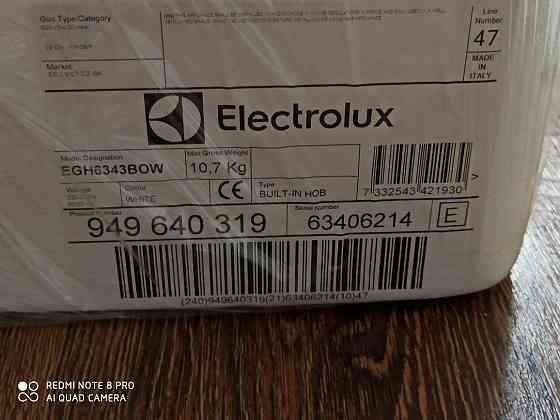 Gas Type/Category
Line
Number
47
Market
MADE
IN
ITALY
Electrolux
Model Designation
EGH6343BOW
Max Gross Weight
10,7 Kg
Voltage
Colour
WHITE
CE
Type
BUILT-IN HOB
7 332543 421930 >
Product number
949 640 319
Serial number
63406214
E
(240)949640319(21)63406214(10)47
REDMI NOTE 8 PRO
AI QUAD CAMERA